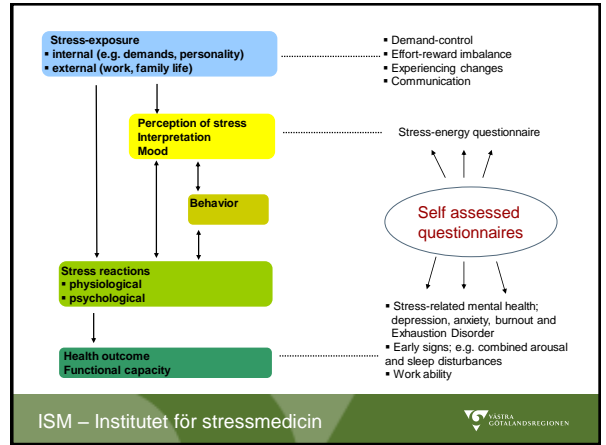 Stress-exposure
▪ internal (e.g. demands, personality)
▪ external (work, family life)
▪ Demand-control
▪ Effort-reward imbalance
▪ Experiencing changes
▪ Communication
Perception of stress
Interpretation
Mood
Stress-energy questionnaire
Behavior
Self assessed
questionnaires
Stress reactions
▪ physiological
▪ psychological
▪ Stress-related mental health;
depression, anxiety, burnout and
Exhaustion Disorder
▪ Early signs; e.g. combined arousal
and sleep disturbances
▪ Work ability
Health outcome
Functional capacity
ISM – Institutet för stressmedicin
VÄSTRA
GÖTALANDSREGIONEN